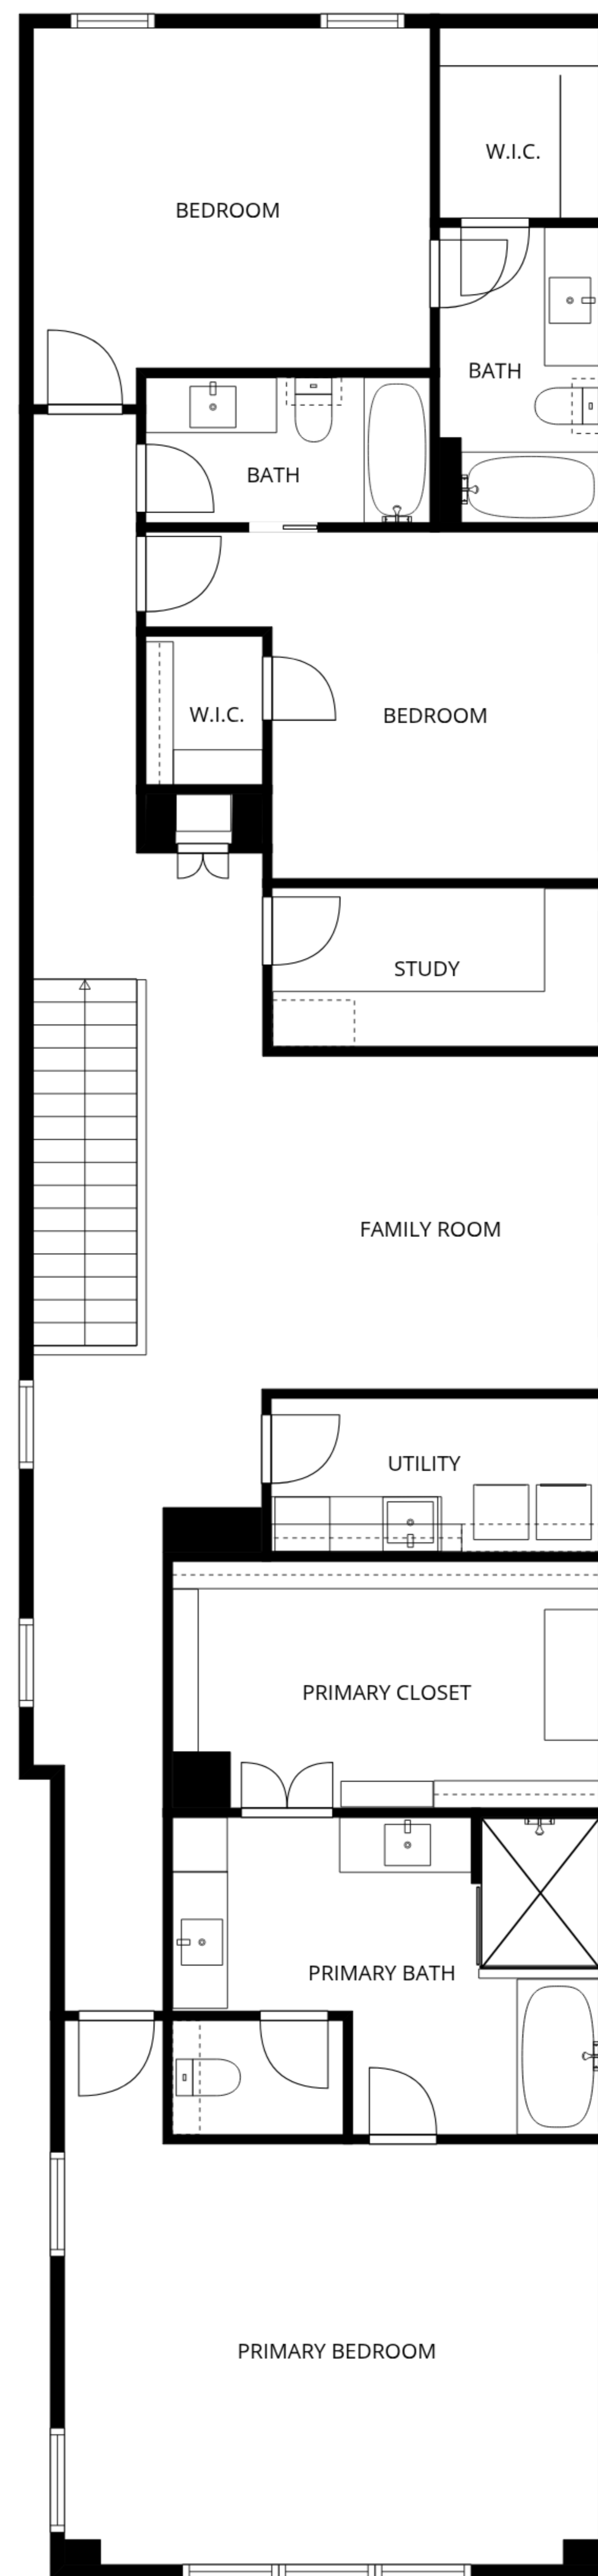 W.I.C.
BEDROOM
BATH
BATH
W.I.C.
BEDROOM
STUDY
FAMILY ROOM
UTILITY
PRIMARY CLOSET
PRIMARY BATH
PRIMARY BEDROOM